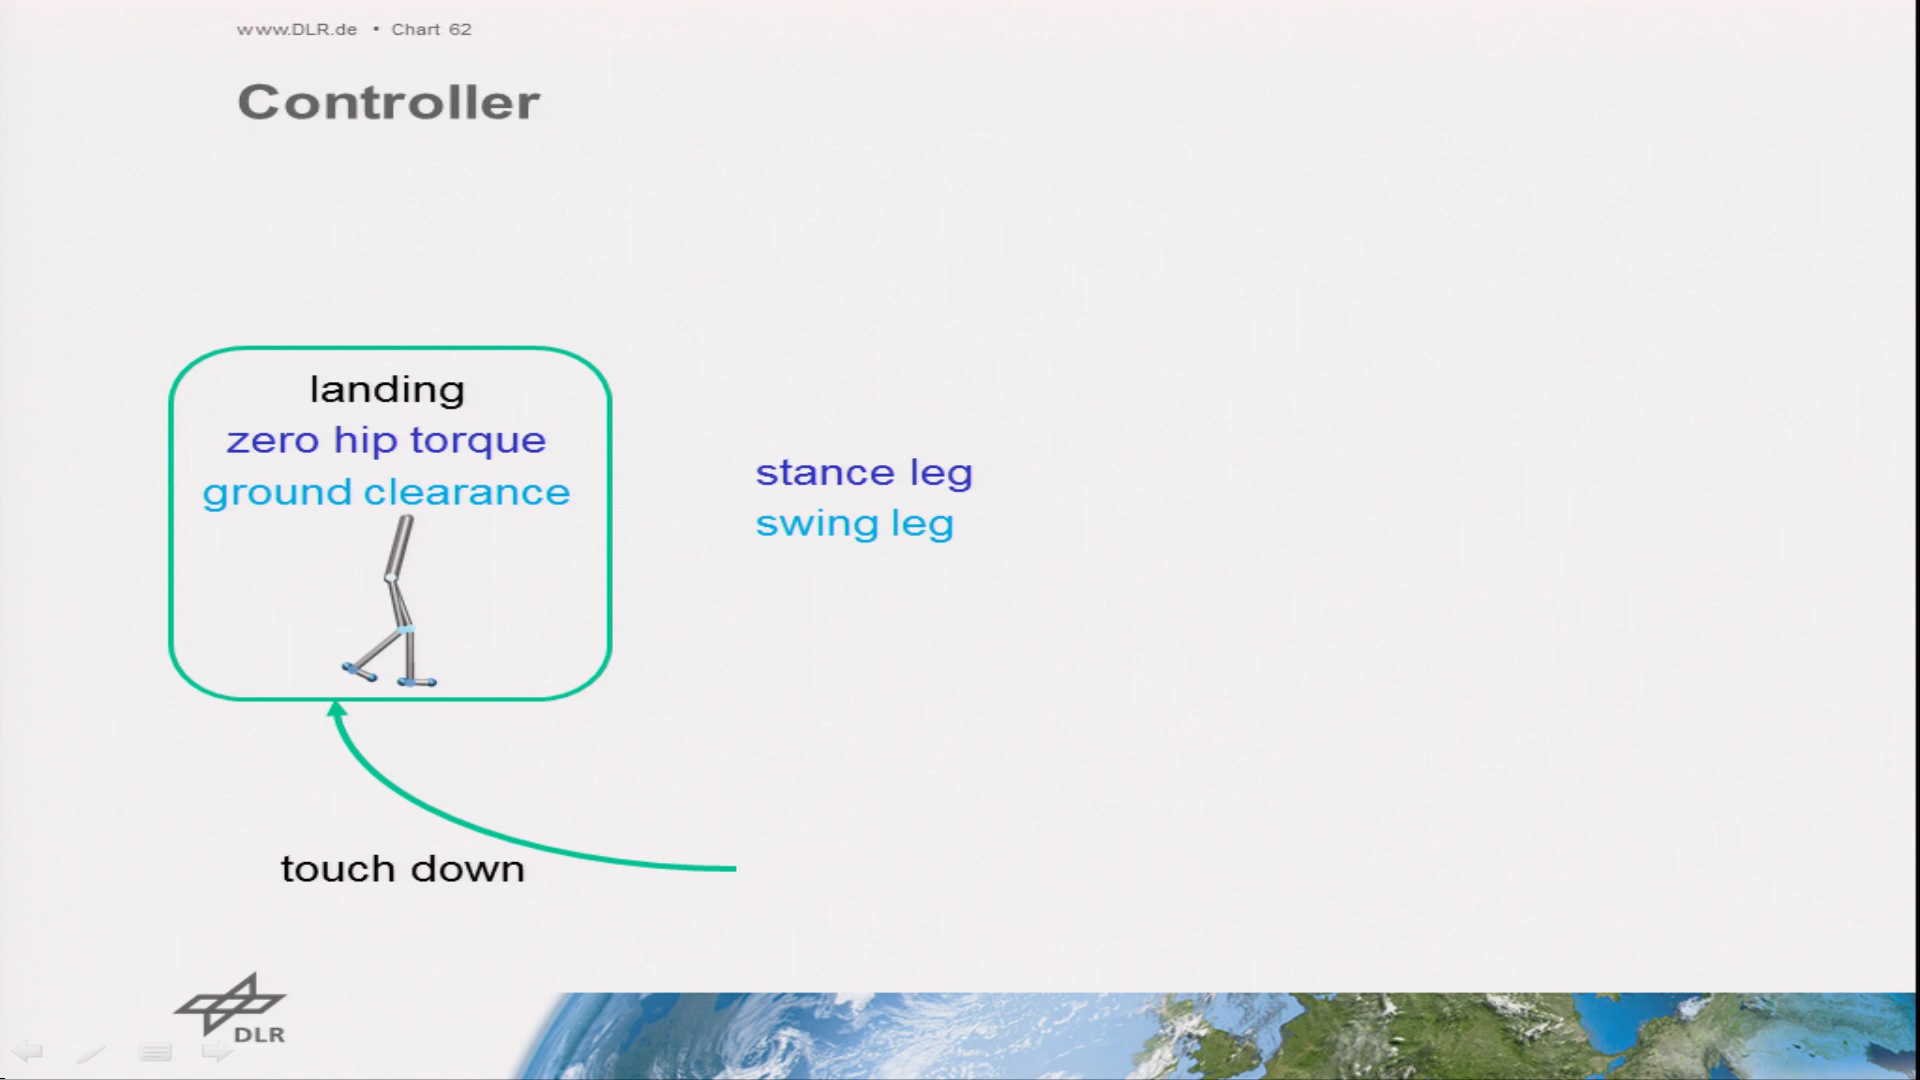 www.DLR.de • Chart 62
Controller
landing
zero hip torque
ground clearance
stance leg
swing leg
touch down
DLR